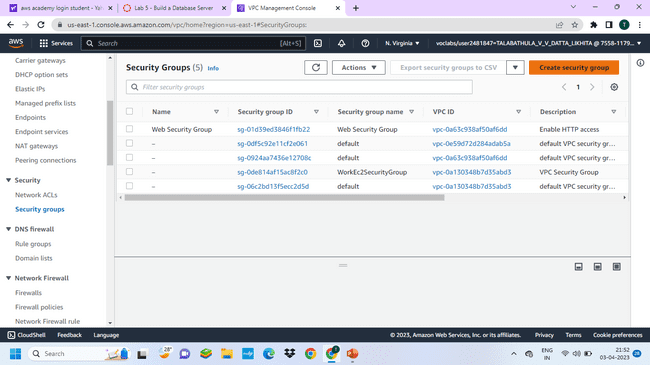 aws academy login student - Yal
Lab 5 - Build a Database Server
VPC Management Console
us-east-1.console.aws.amazon.com/vpc/home?region=us-east-1#SecurityGroups:
aws Services Search [Alt+S] N. Virginia voclabs/user2481847=TALABATHULA_V_V_DATTA_LIKHITA @ 7558-1179...
Carrier gateways
DHCP option sets
Elastic IPs
Managed prefix lists
Endpoints
Endpoint services
NAT gateways
Peering connections
Security
Network ACLs
Security groups
DNS firewall
Rule groups
Domain lists
Network Firewall
Firewalls
Firewall policies
Network Firewall rule
Security Groups (5) Info
Actions
Export security groups to CSV
Create security group
Filter security groups
1
Name Security group ID Security group name VPC ID Description
Web Security Group sg-01d39ed3846f1fb22 Web Security Group vpc-0a63c938af50af6dd Enable HTTP access
– sg-0df5c92e11cf2e061 default vpc-0e59d72d284adab5a default VPC security gr...
– sg-0924aa7436e12708c default vpc-0a63c938af50af6dd default VPC security gr...
– sg-0de814af15ac8f2c0 WorkEc2SecurityGroup vpc-0a130348b7d35abd3 VPC Security Group
– sg-06c2bd13f5ecc2d5d default vpc-0a130348b7d35abd3 default VPC security gr...
CloudShell Feedback Language © 2023, Amazon Web Services, Inc. or its affiliates. Privacy Terms Cookie preferences
Search
28°
ENG
IN
21:52
03-04-2023